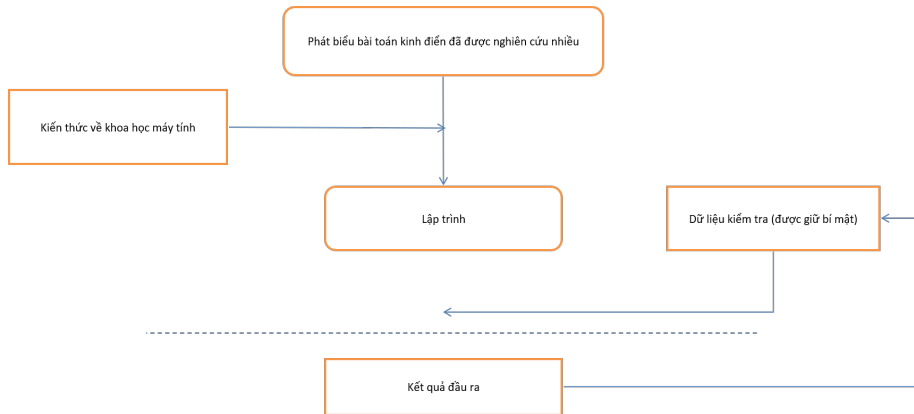 Phát biểu bài toán kinh điển đã được nghiên cứu nhiều
Kiến thức về khoa học máy tính
Lập trình
Dữ liệu kiểm tra (được giữ bí mật)
Kết quả đầu ra